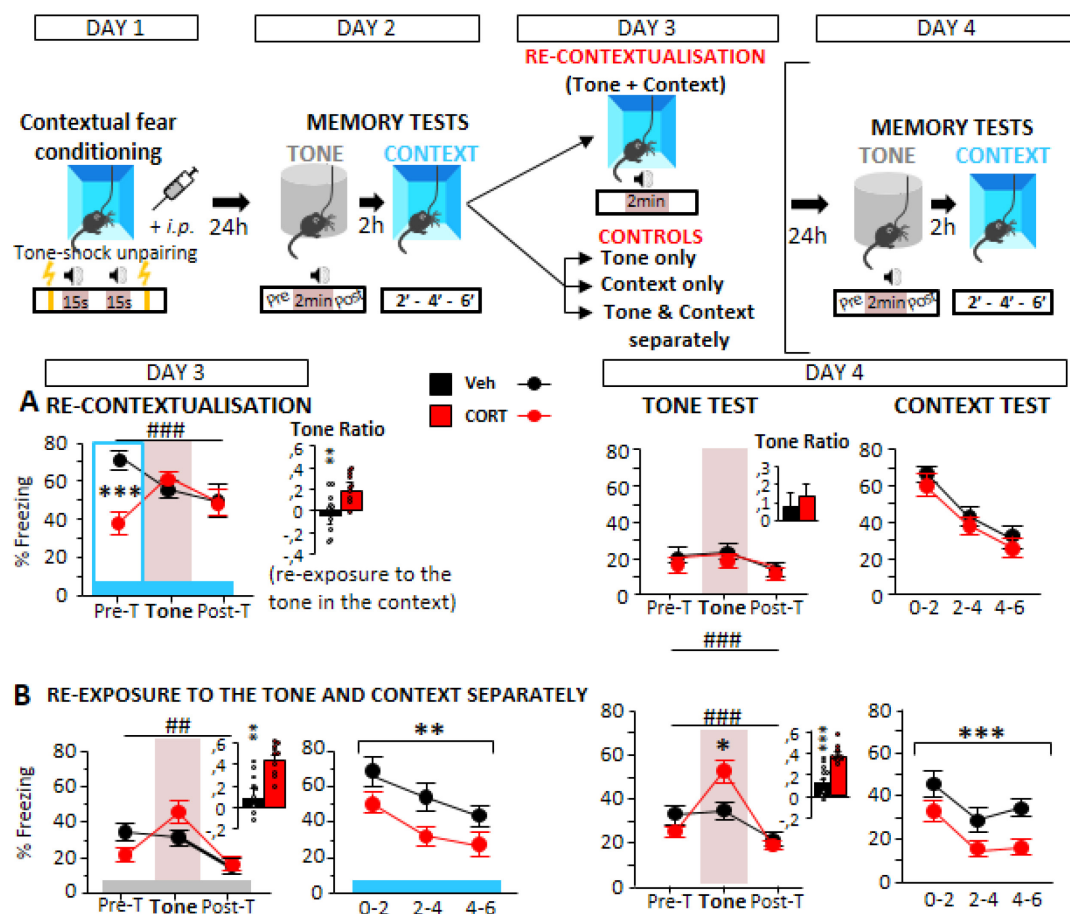 DAY 1
DAY 2
DAY 3
DAY 4
RE-CONTEXTUALISATION
(Tone + Context)
Contextual fear
conditioning
MEMORY TESTS
TONE
CONTEXT
MEMORY TESTS
TONE
CONTEXT
+ i.p.
24h
2h
2min
24h
2h
Tone-shock unpairing
15s
15s
Pre
2min
Post
2' - 4' - 6'
CONTROLS
Tone only
Context only
Tone & Context
separately
Pre
2min
Post
2' - 4' - 6'
DAY 3
DAY 4
Veh
CORT
A RE-CONTEXTUALISATION
TONE TEST
CONTEXT TEST
###
***
% Freezing
80
60
40
20
0
Pre-T
Tone
Post-T
Tone Ratio
**
,6
,4
,2
0
-,2
-,4
(re-exposure to the
tone in the context)
80
60
40
20
0
Pre-T
Tone
Post-T
###
Tone Ratio
,3
,2
,1
0
80
60
40
20
0
0-2
2-4
4-6
B RE-EXPOSURE TO THE TONE AND CONTEXT SEPARATELY
##
% Freezing
80
60
40
20
0
Pre-T
Tone
Post-T
**
,6
,4
,2
0
-,2
**
80
60
40
20
0
0-2
2-4
4-6
###
*
80
60
40
20
0
Pre-T
Tone
Post-T
***
,6
,4
,2
0
-,2
***
80
60
40
20
0
0-2
2-4
4-6